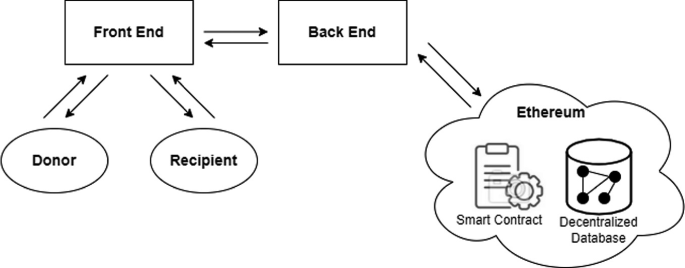 Front End
Back End
Donor
Recipient
Ethereum
Smart Contract
Decentralized
Database